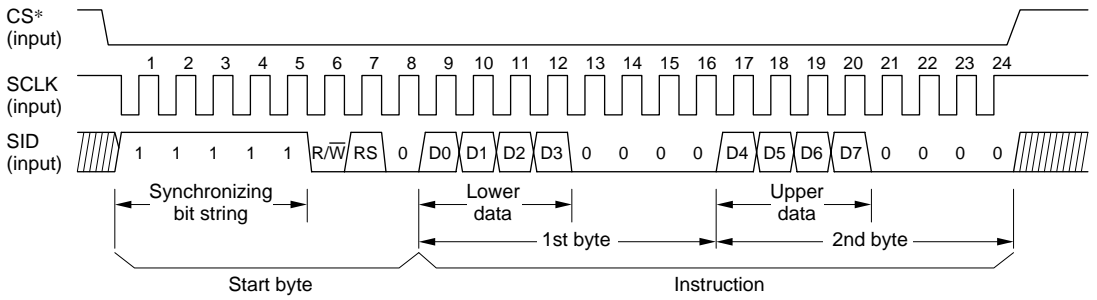 CS*
(input)
1 2 3 4 5 6 7 8 9 10 11 12 13 14 15 16 17 18 19 20 21 22 23 24
SCLK
(input)
SID
(input)
1 1 1 1 1 R/W̅ RS 0 D0 D1 D2 D3 0 0 0 0 D4 D5 D6 D7 0 0 0 0
Synchronizing
bit string
Lower
data
Upper
data
1st byte 2nd byte
Start byte Instruction